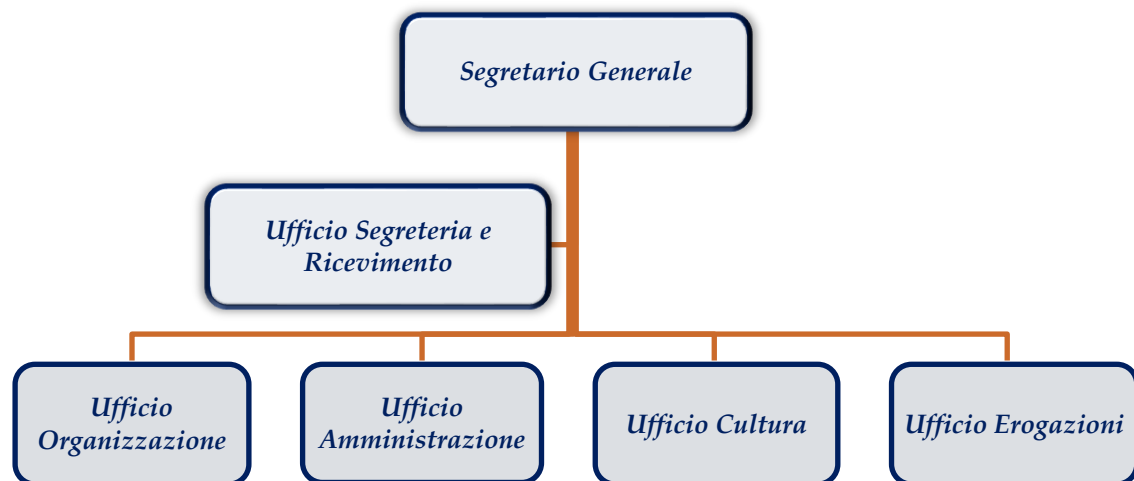 Segretario Generale
Ufficio Segreteria e
Ricevimento
Ufficio
Organizzazione
Ufficio
Amministrazione
Ufficio Cultura
Ufficio Erogazioni